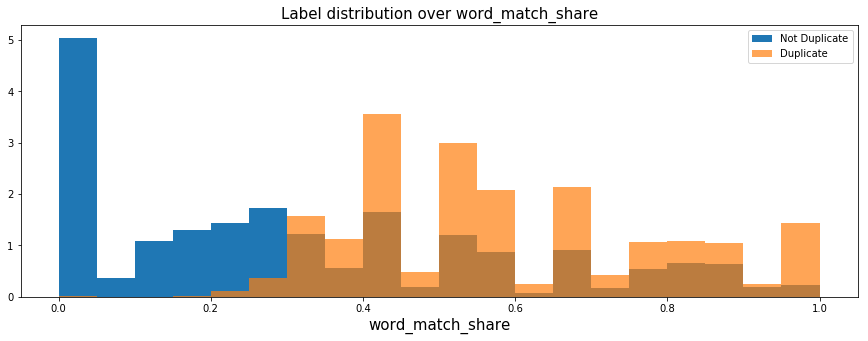 Label distribution over word_match_share
Not Duplicate
Duplicate
5
4
3
2
1
0
0.0 0.2 0.4 0.6 0.8 1.0
word_match_share